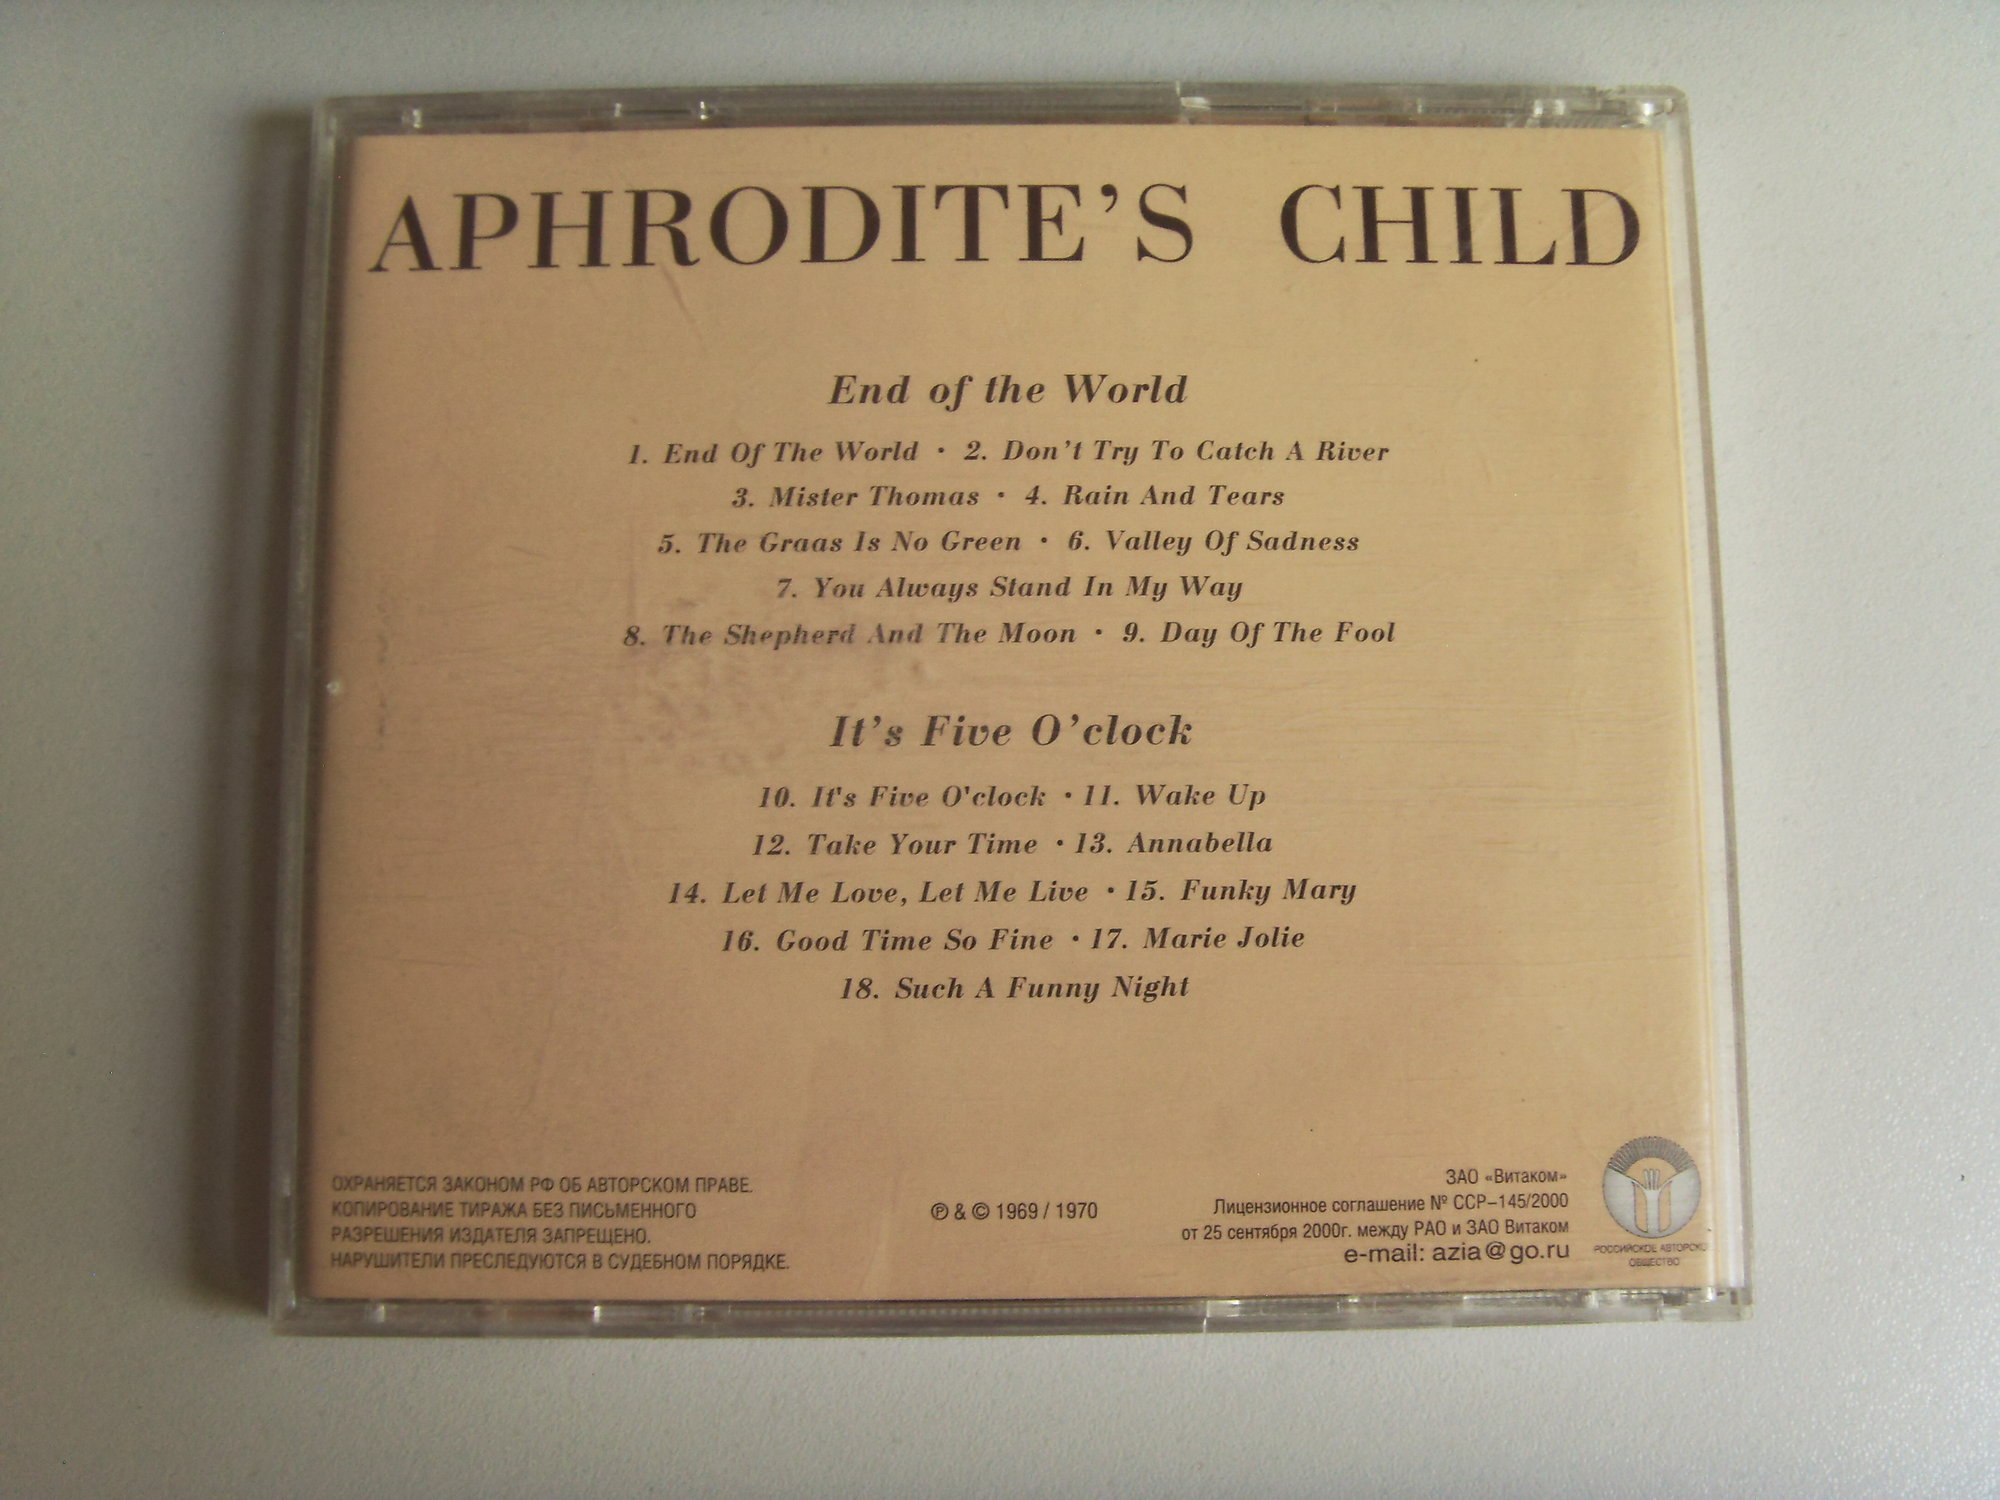 APHRODITE'S CHILD
End of the World
1. End Of The World • 2. Don't Try To Catch A River
3. Mister Thomas • 4. Rain And Tears
5. The Graas Is No Green • 6. Valley Of Sadness
7. You Always Stand In My Way
8. The Shepherd And The Moon • 9. Day Of The Fool
It's Five O'clock
10. It's Five O'clock • 11. Wake Up
12. Take Your Time • 13. Annabella
14. Let Me Love, Let Me Live • 15. Funky Mary
16. Good Time So Fine • 17. Marie Jolie
18. Such A Funny Night
ОХРАНЯЕТСЯ ЗАКОНОМ РФ ОБ АВТОРСКОМ ПРАВЕ.
КОПИРОВАНИЕ ТИРАЖА БЕЗ ПИСЬМЕННОГО
РАЗРЕШЕНИЯ ИЗДАТЕЛЯ ЗАПРЕЩЕНО.
НАРУШИТЕЛИ ПРЕСЛЕДУЮТСЯ В СУДЕБНОМ ПОРЯДКЕ.
℗ & © 1969 / 1970
ЗАО «Витаком»
Лицензионное соглашение № ССР–145/2000
от 25 сентября 2000г. между РАО и ЗАО Витаком
e-mail: azia@go.ru
РОССИЙСКОЕ АВТОРСКО
ОБЩЕСТВО